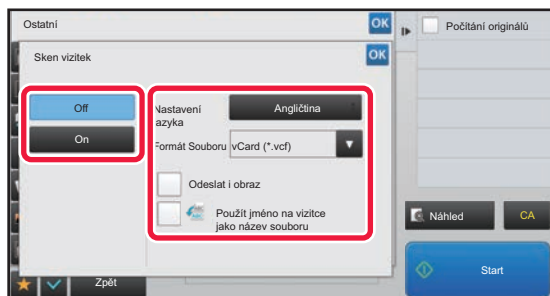 Ostatní
OK
Počítání originálů
Sken vizitek
OK
Off
On
Nastavení
azyka
Angličtina
Formát Souboru
vCard (*.vcf)
Odeslat i obraz
Použít jméno na vizitce
jako název souboru
Náhled
CA
Zpět
Start